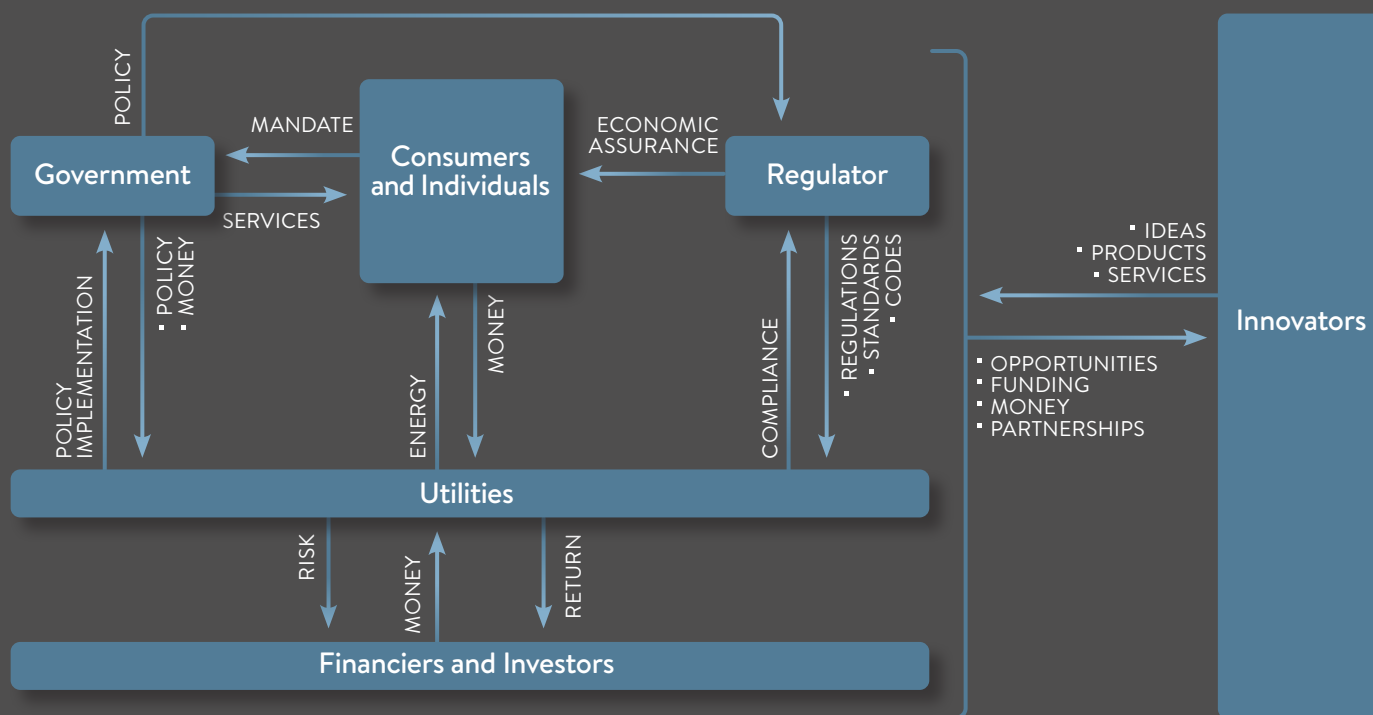 POLICY
MANDATE
ECONOMIC
ASSURANCE
Government
Consumers
and Individuals
Regulator
SERVICES
▪ IDEAS
▪ PRODUCTS
▪ SERVICES
Innovators
POLICY
IMPLEMENTATION
▪ POLICY
▪ MONEY
ENERGY
MONEY
COMPLIANCE
▪ REGULATIONS
▪ STANDARDS
▪ CODES
▪ OPPORTUNITIES
▪ FUNDING
▪ MONEY
▪ PARTNERSHIPS
Utilities
RISK
MONEY
RETURN
Financiers and Investors